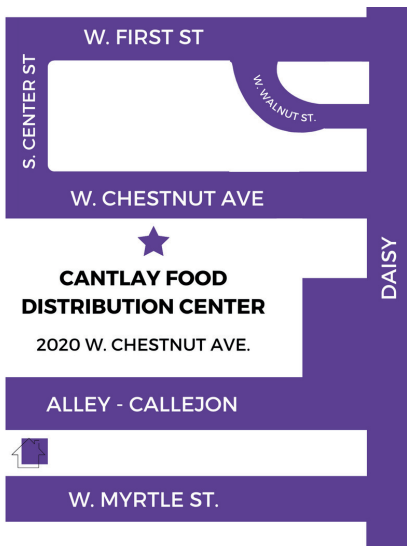 W. FIRST ST
S. CENTER ST
W. WALNUT ST.
W. CHESTNUT AVE
DAISY
CANTLAY FOOD
DISTRIBUTION CENTER
2020 W. CHESTNUT AVE.
ALLEY - CALLEJON
W. MYRTLE ST.